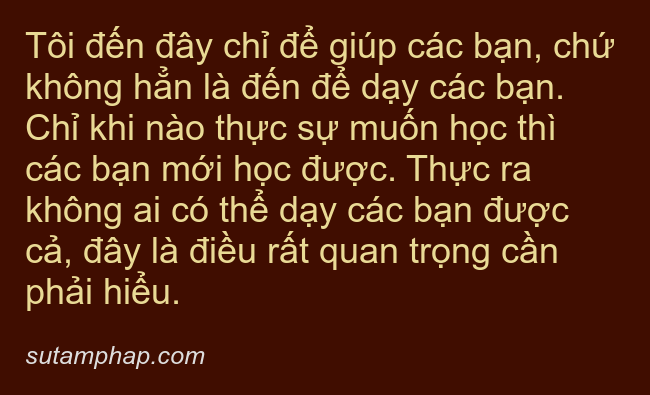 Tôi đến đây chỉ để giúp các bạn, chứ
không hẳn là đến để dạy các bạn.
Chỉ khi nào thực sự muốn học thì
các bạn mới học được. Thực ra
không ai có thể dạy các bạn được
cả, đây là điều rất quan trọng cần
phải hiểu.
sutamphap.com